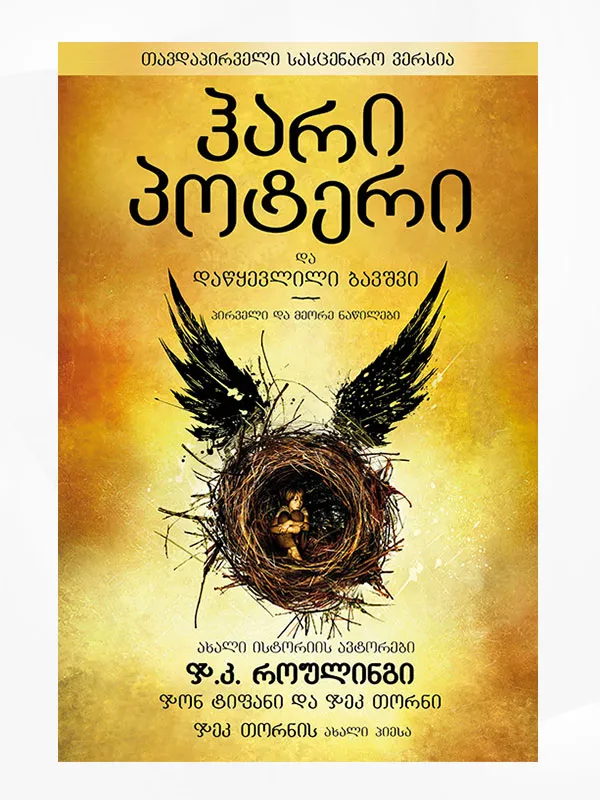 თავდაპირველი სასცენარო ვერსია
ჰარი
პოტერი
და
დაწყევლილი ბავშვი
პირველი და მეორე ნაწილები
ახალი ისტორიის ავტორები
ჯ.კ. როულინგი
ჯონ ტიფანი და ჯეკ თორნი
ჯეკ თორნის ახალი პიესა